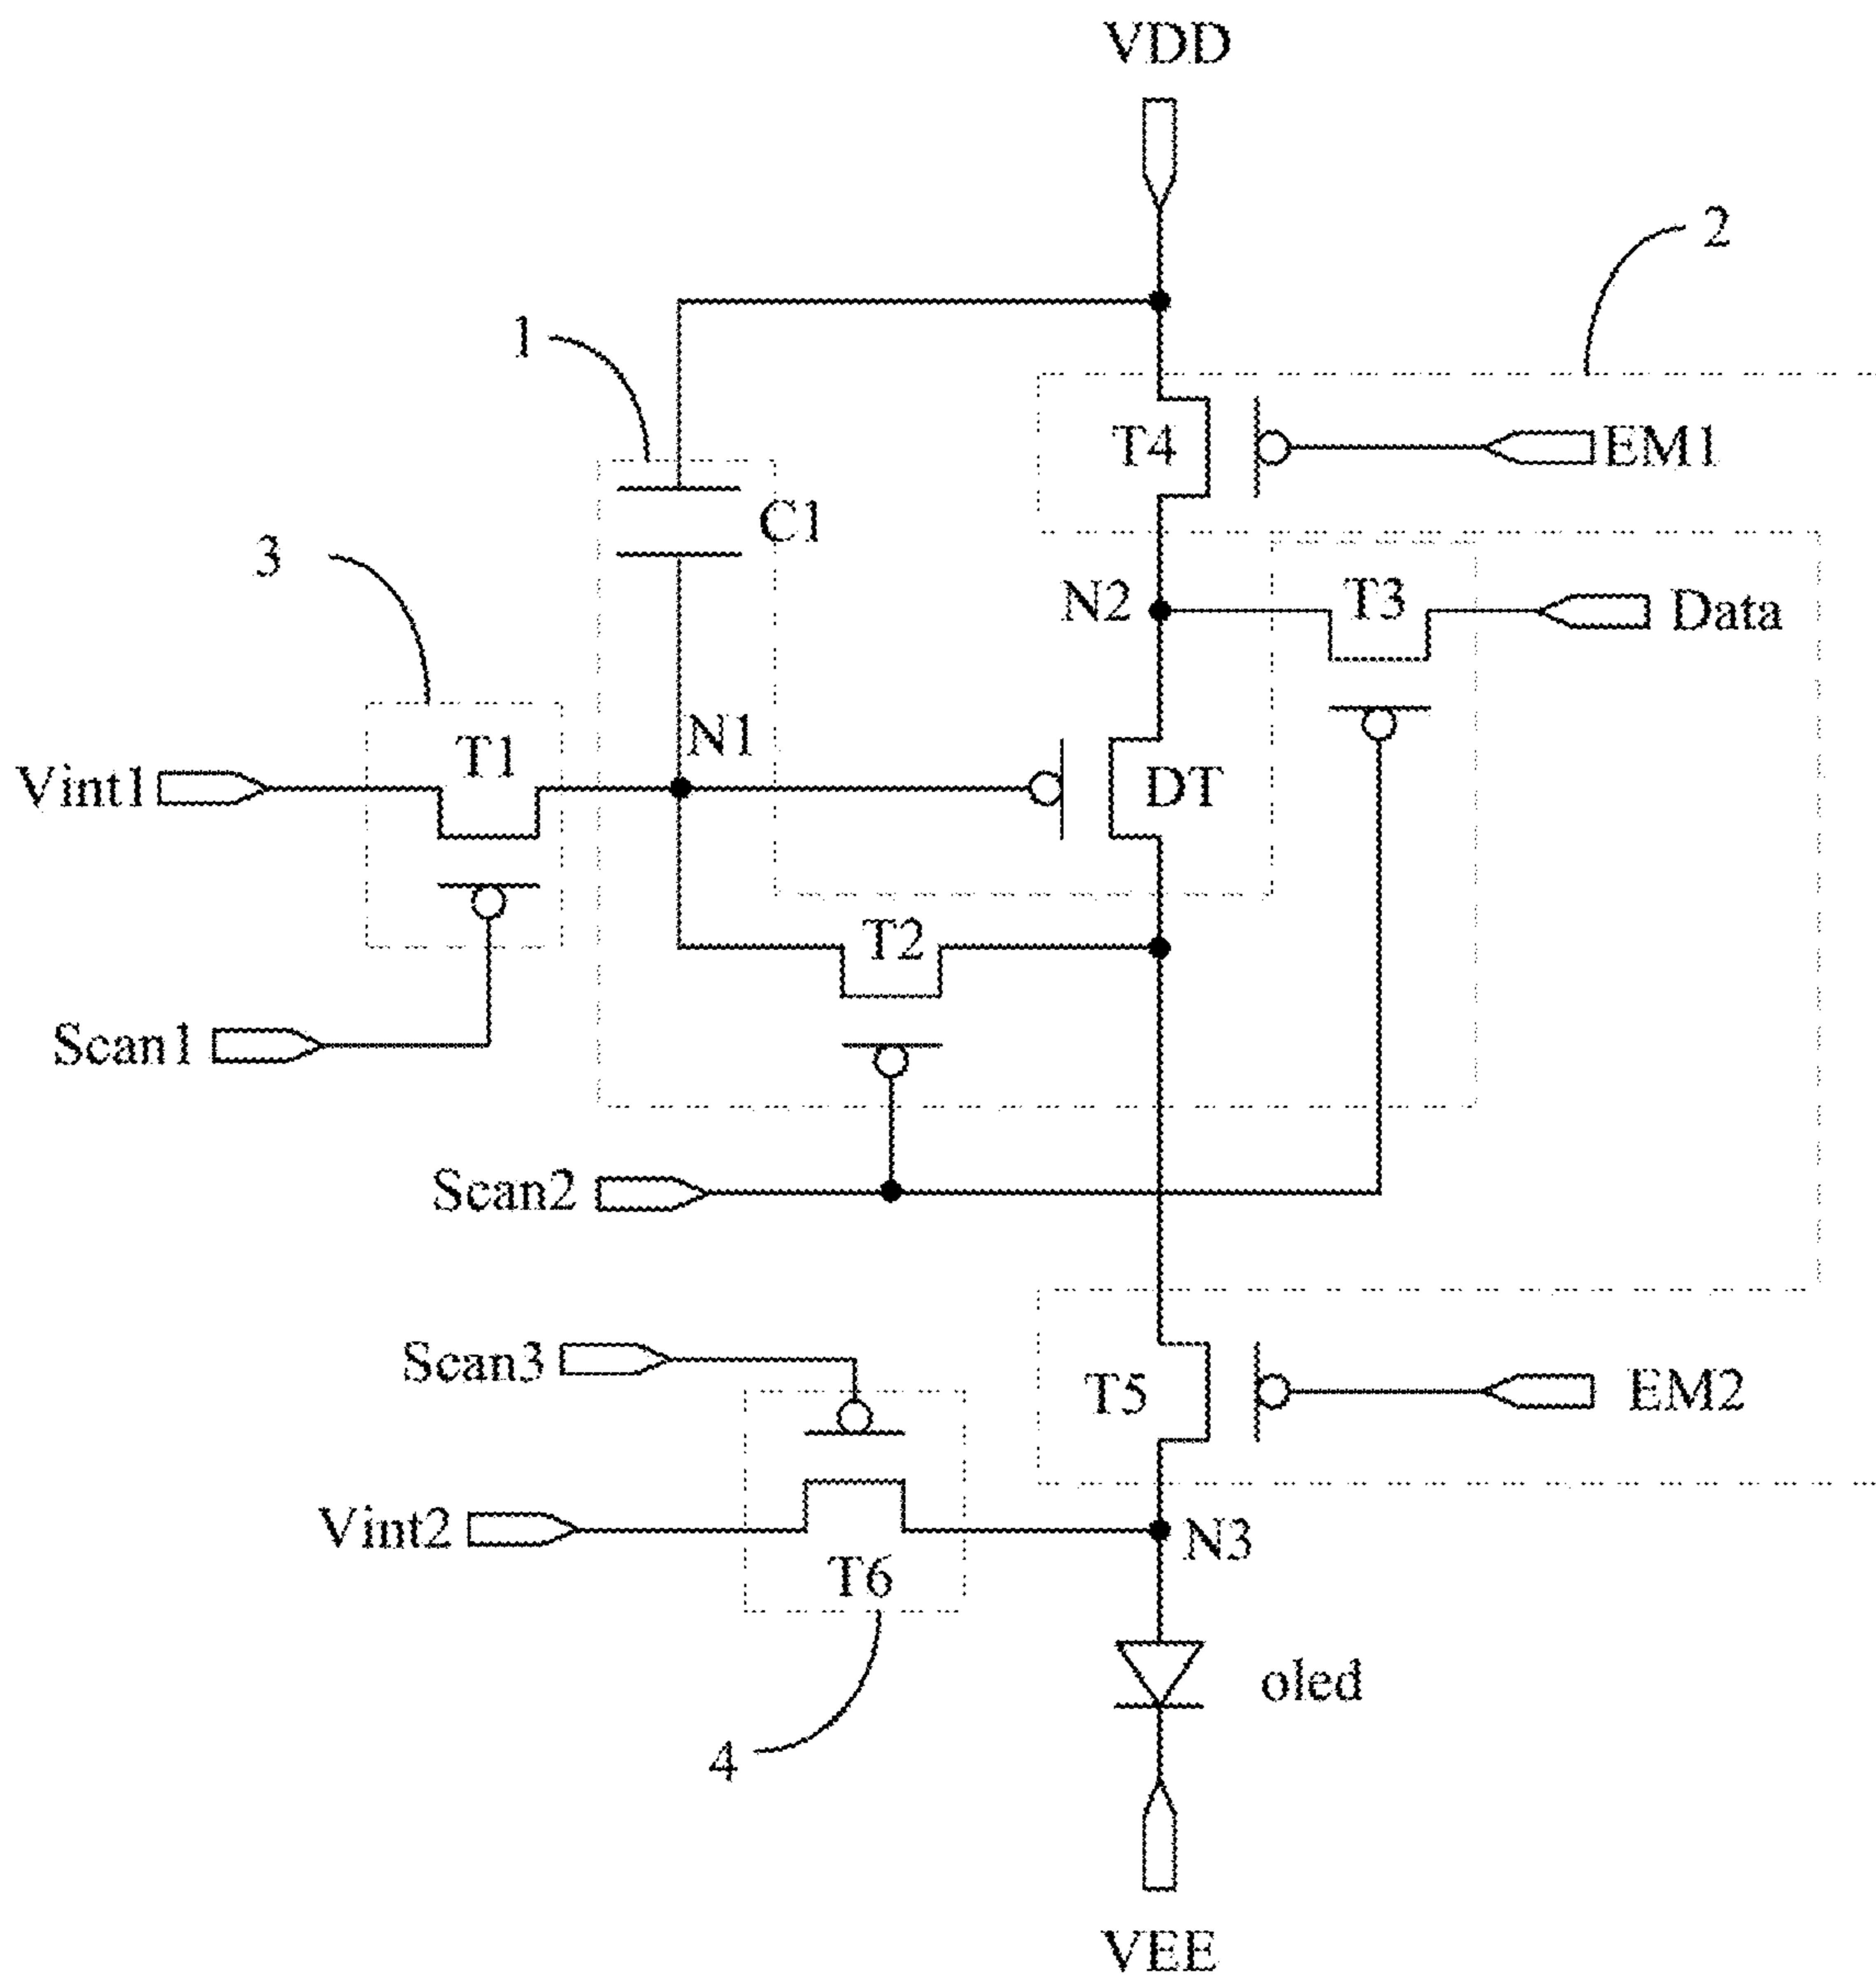 VDD
2
1
T4
EM1
C1
3
N2
T3
Data
N1
T1
Vint1
DT
T2
Scan1
Scan2
Scan3
T5
EM2
Vint2
N3
T6
oled
4
VEE